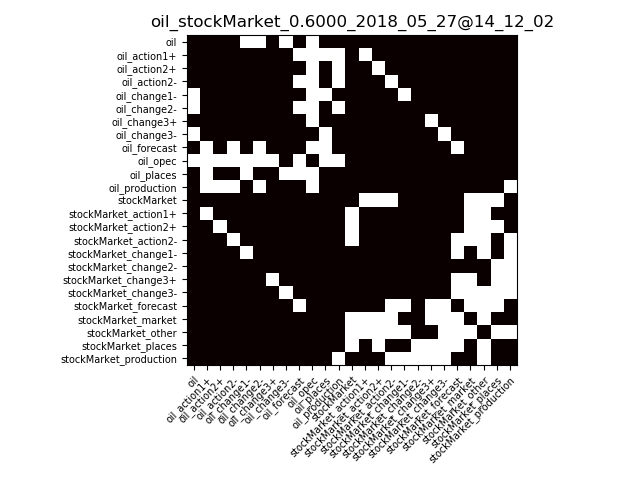 oil_stockMarket_0.6000_2018_05_27@14_12_02
oil
oil_action1+
oil_action2+
oil_action2-
oil_change1-
oil_change2-
oil_change3+
oil_change3-
oil_forecast
oil_opec
oil_places
oil_production
stockMarket
stockMarket_action1+
stockMarket_action2+
stockMarket_action2-
stockMarket_change1-
stockMarket_change2-
stockMarket_change3+
stockMarket_change3-
stockMarket_forecast
stockMarket_market
stockMarket_other
stockMarket_places
stockMarket_production
oil
oil_action1+
oil_action2+
oil_action2-
oil_change1-
oil_change2-
oil_change3+
oil_change3-
oil_forecast
oil_opec
oil_places
oil_production
stockMarket
stockMarket_action1+
stockMarket_action2+
stockMarket_action2-
stockMarket_change1-
stockMarket_change2-
stockMarket_change3+
stockMarket_change3-
stockMarket_forecast
stockMarket_market
stockMarket_other
stockMarket_places
stockMarket_production